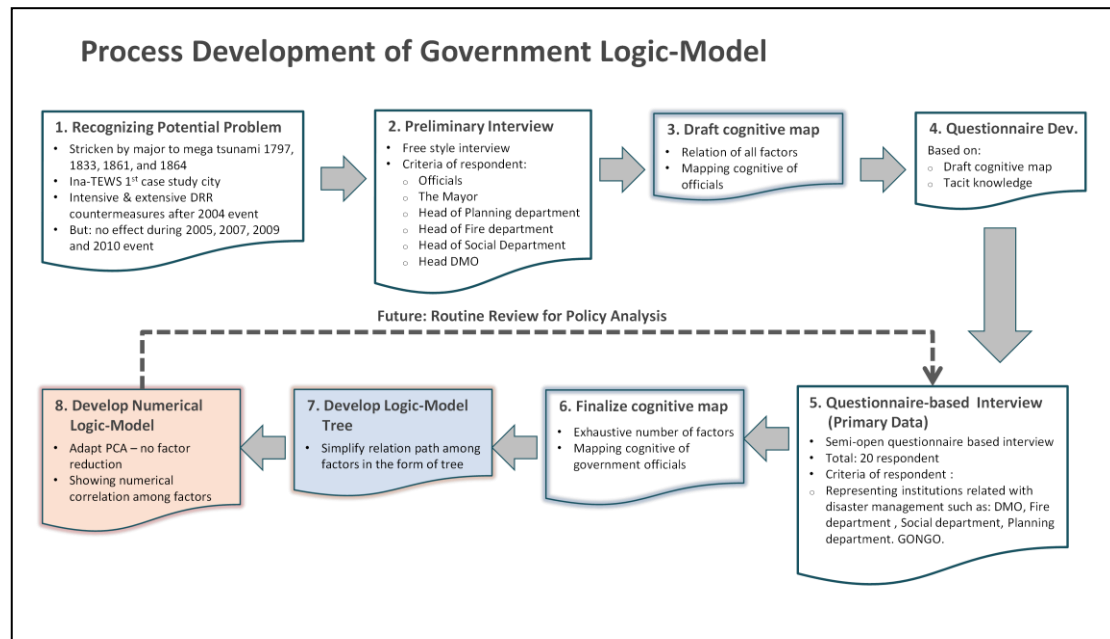 Process Development of Government Logic-Model
1. Recognizing Potential Problem
• Stricken by major to mega tsunami 1797,
1833, 1861, and 1864
• Ina-TEWS 1st case study city
• Intensive & extensive DRR
countermeasures after 2004 event
• But: no effect during 2005, 2007, 2009
and 2010 event
2. Preliminary Interview
• Free style interview
• Criteria of respondent:
o Officials
o The Mayor
o Head of Planning department
o Head of Fire department
o Head of Social Department
o Head DMO
3. Draft cognitive map
• Relation of all factors
• Mapping cognitive of
officials
4. Questionnaire Dev.
Based on:
• Draft cognitive map
• Tacit knowledge
Future: Routine Review for Policy Analysis
5. Questionnaire-based Interview
(Primary Data)
• Semi-open questionnaire based interview
• Total: 20 respondent
• Criteria of respondent :
o Representing institutions related with
disaster management such as: DMO, Fire
department , Social department, Planning
department. GONGO.
6. Finalize cognitive map
• Exhaustive number of factors
• Mapping cognitive of
government officials
7. Develop Logic-Model
Tree
• Simplify relation path among
factors in the form of tree
8. Develop Numerical
Logic-Model
• Adapt PCA – no factor
reduction
• Showing numerical
correlation among factors